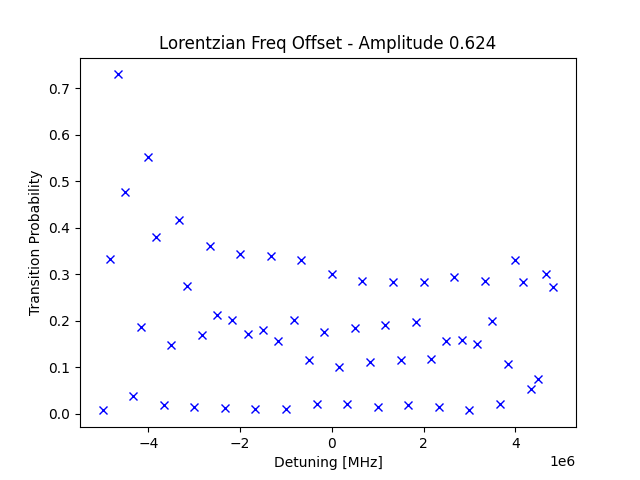 Lorentzian Freq Offset - Amplitude 0.624
Transition Probability
0.7
0.6
0.5
0.4
0.3
0.2
0.1
0.0
−4 −2 0 2 4
1e6
Detuning [MHz]